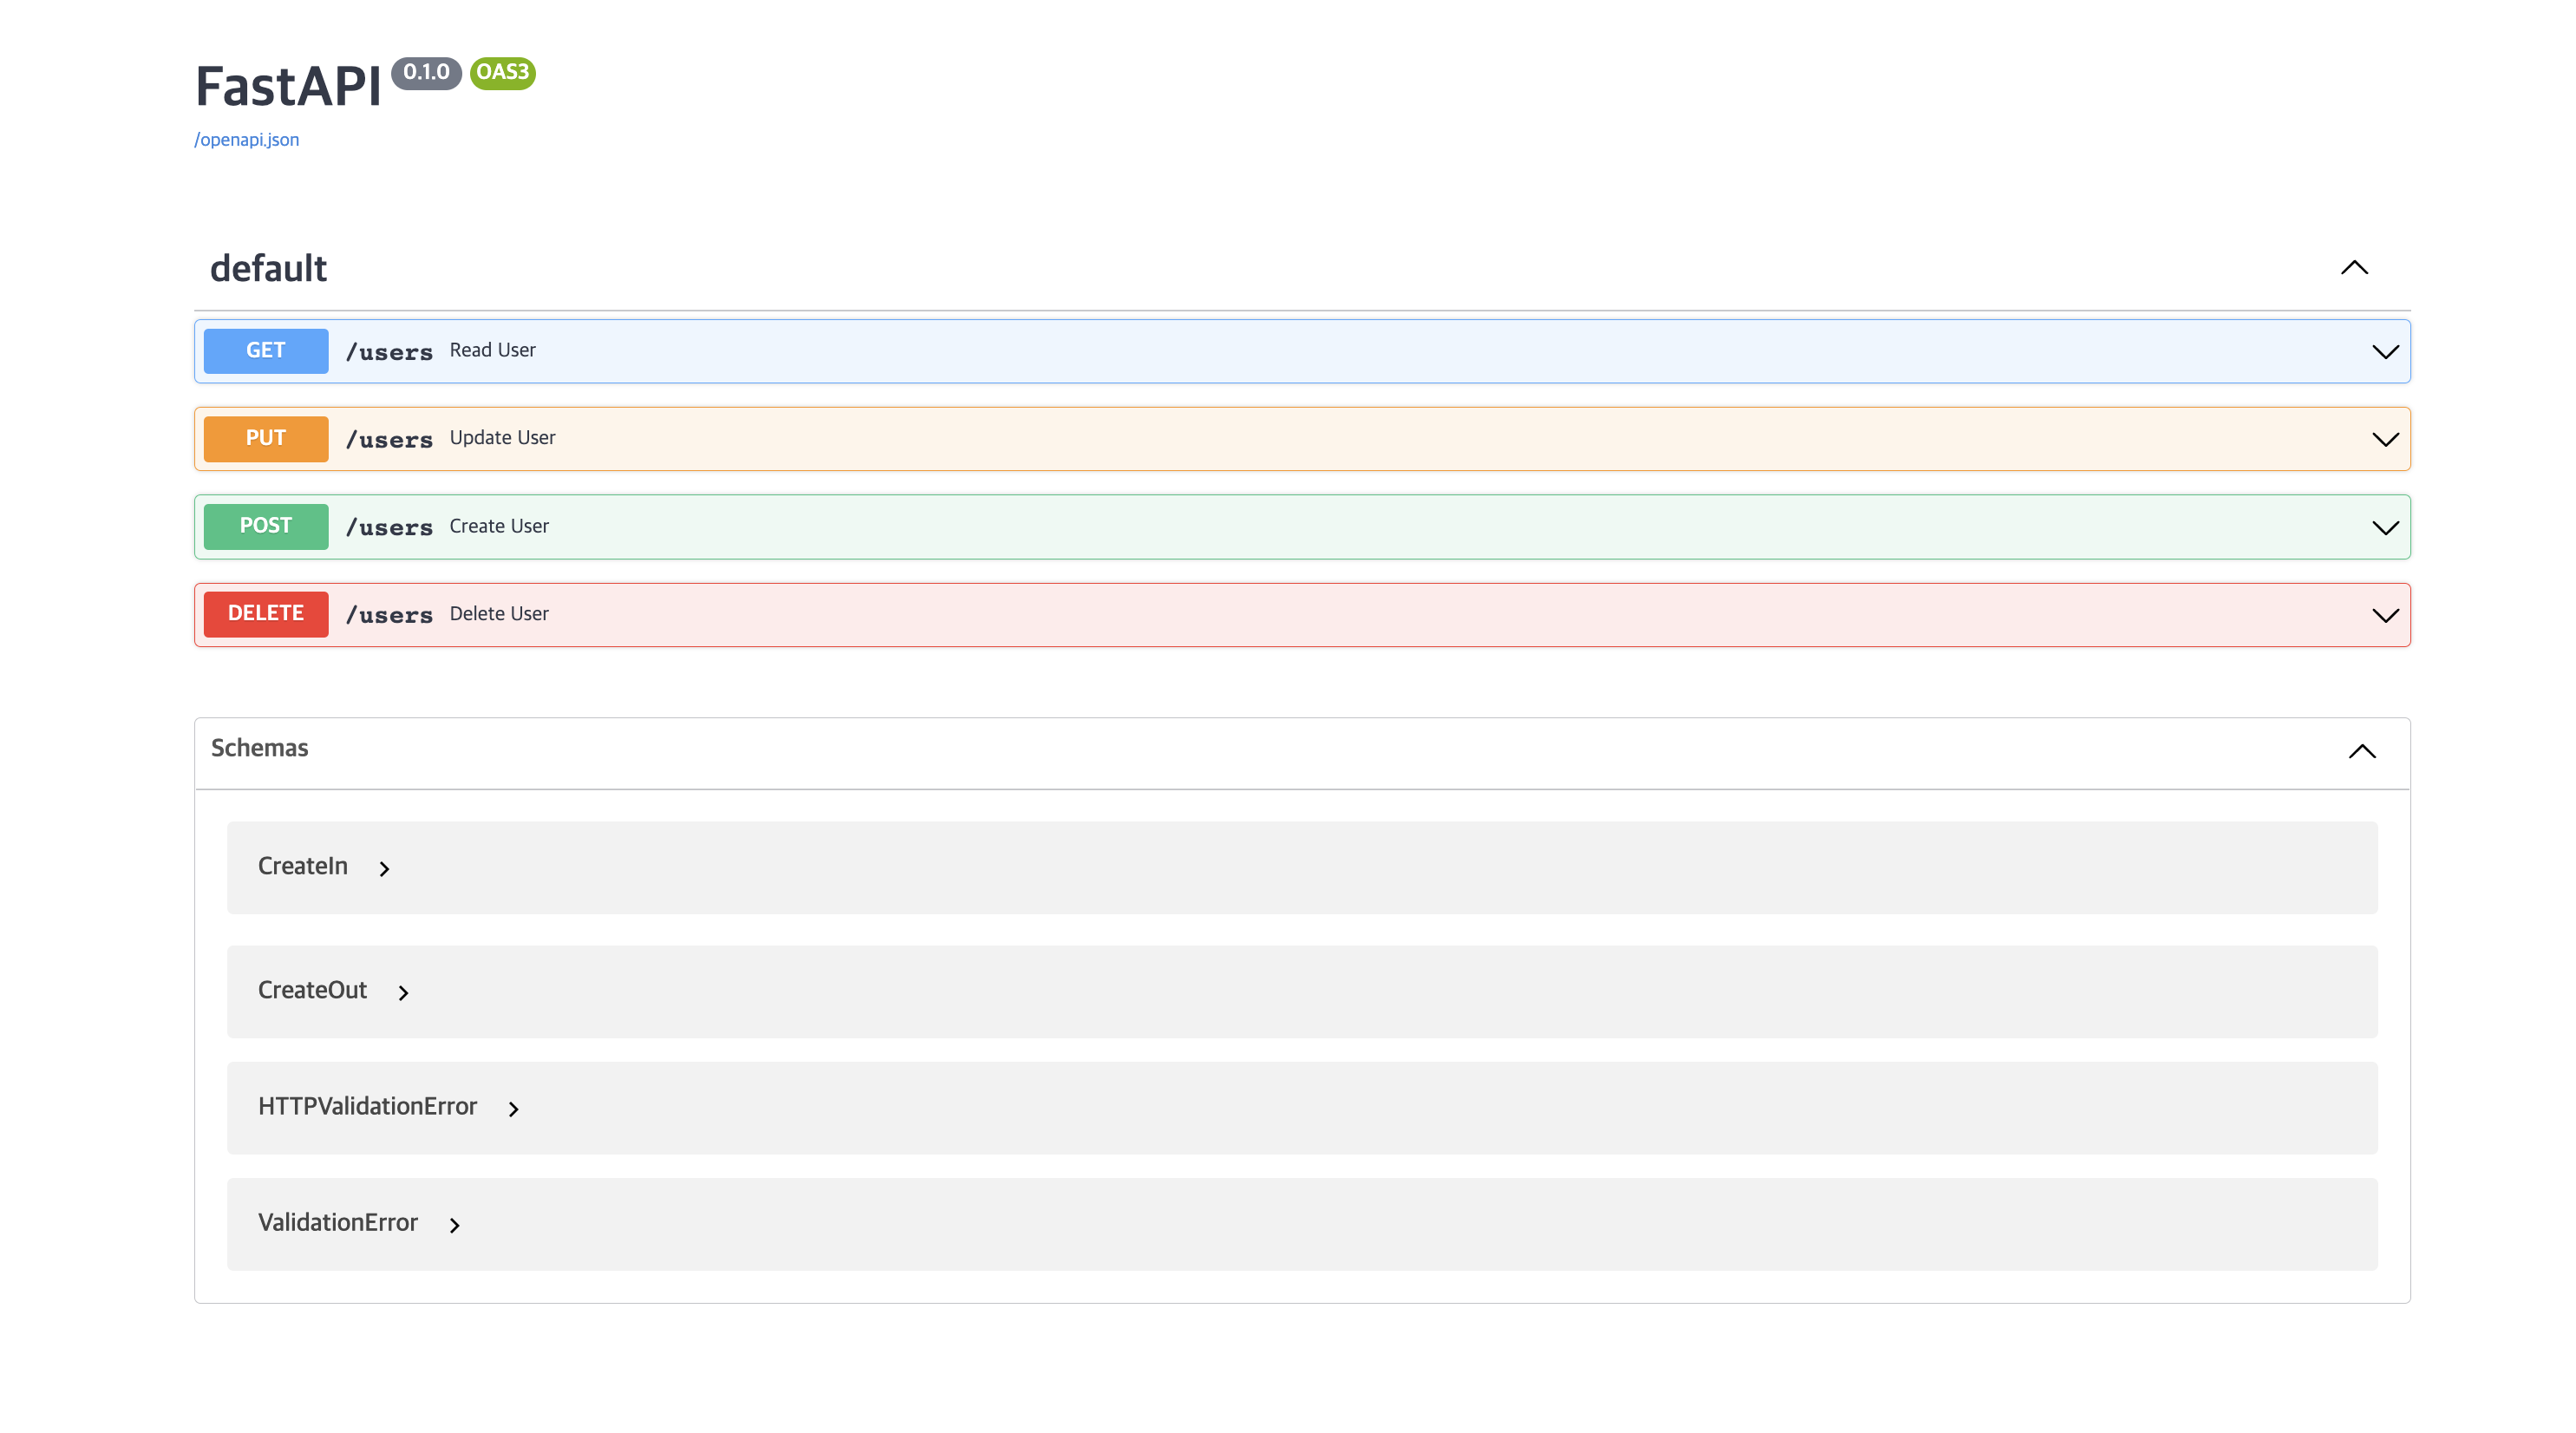 FastAPI 0.1.0 OAS3
/openapi.json
default
GET /users Read User
PUT /users Update User
POST /users Create User
DELETE /users Delete User
Schemas
CreateIn
CreateOut
HTTPValidationError
ValidationError